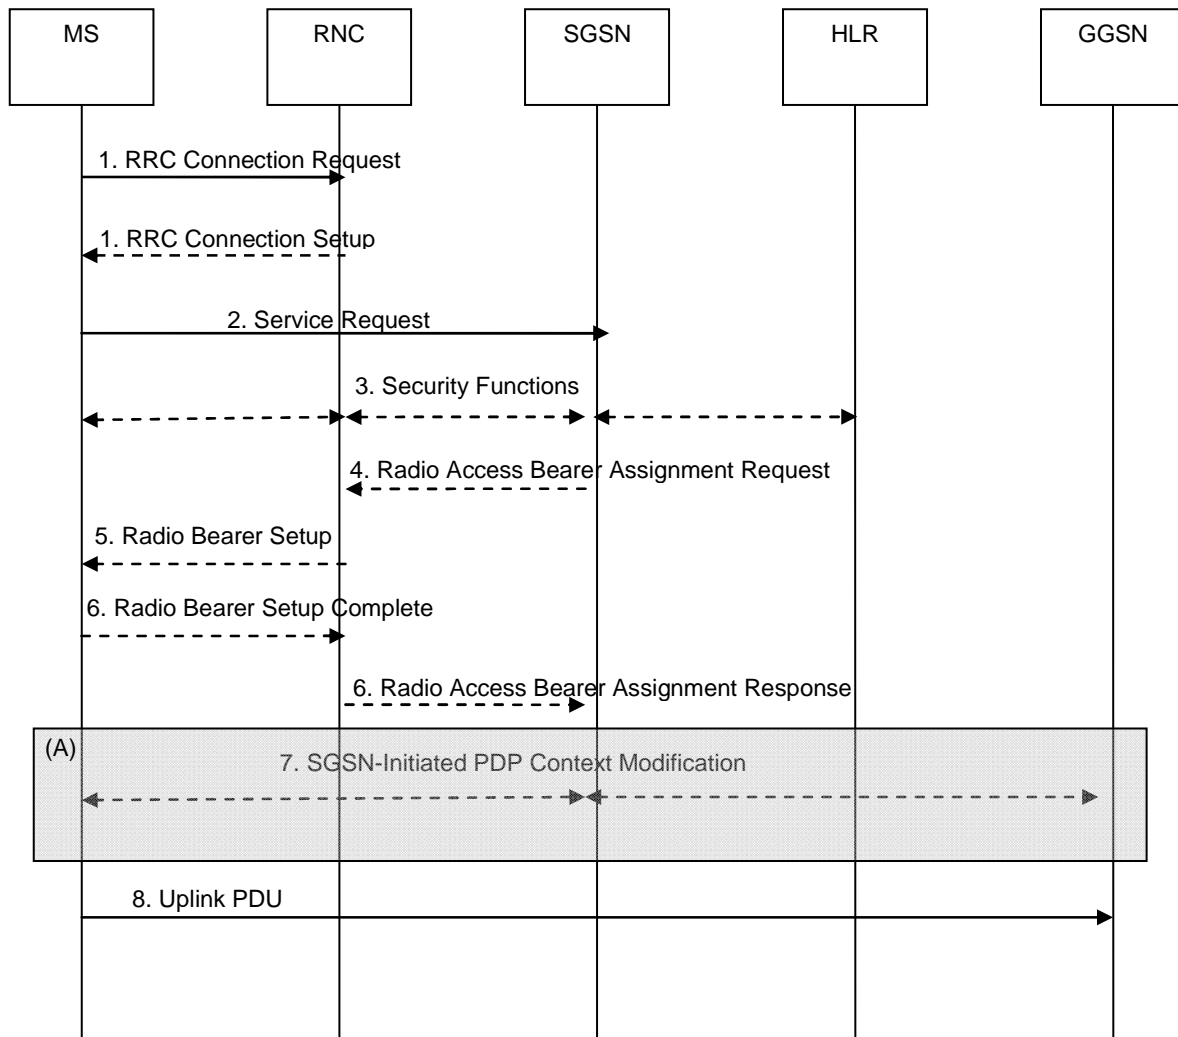 MS
RNC
SGSN
HLR
GGSN
1. RRC Connection Request
1. RRC Connection Setup
2. Service Request
3. Security Functions
4. Radio Access Bearer Assignment Request
5. Radio Bearer Setup
6. Radio Bearer Setup Complete
6. Radio Access Bearer Assignment Response
(A)
7. SGSN-Initiated PDP Context Modification
8. Uplink PDU